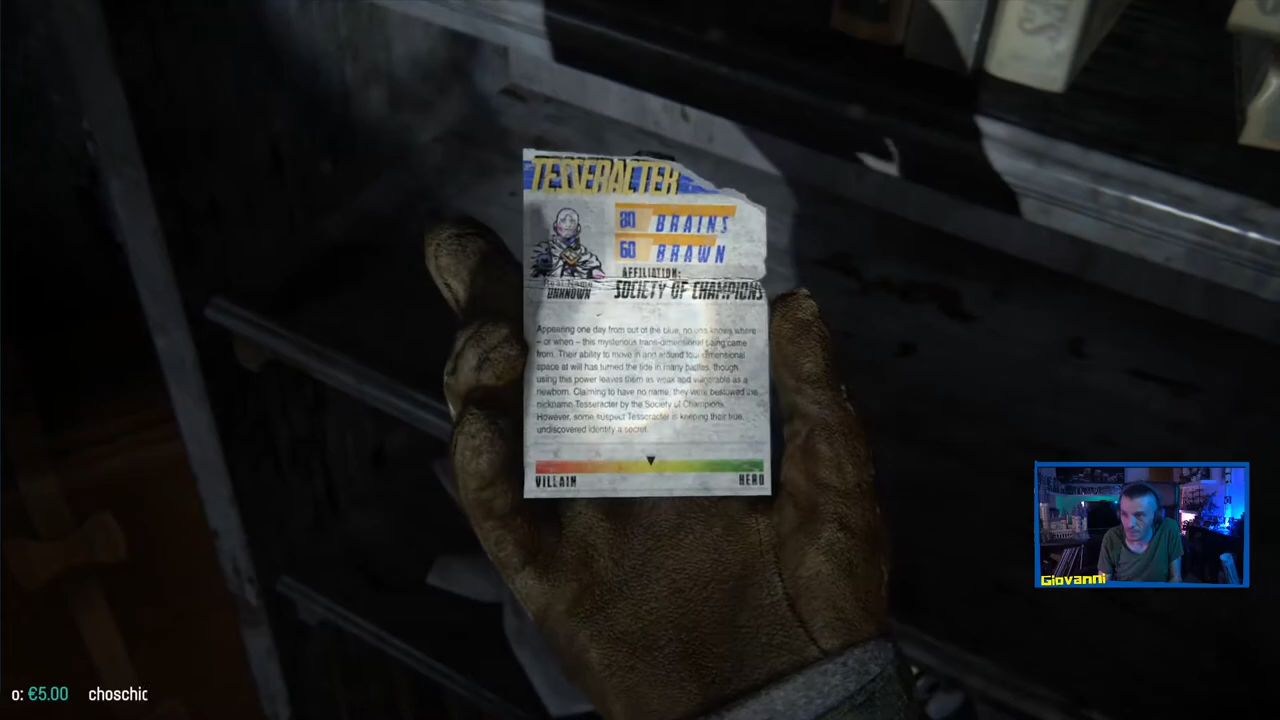 TESSERACTER
80 BRAINS
60 BRAWN
AFFILIATION:
SOCIETY OF CHAMPIONS
Real Name
UNKNOWN
Appearing one day from out of the blue, no one knows where
– or when – this mysterious trans-dimensional being came
from. Their ability to move in and around four-dimensional
space at will has turned the tide in many battles, though
using this power leaves them as weak and vulnerable as a
newborn. Claiming to have no name, they were bestowed the
nickname Tesseracter by the Society of Champions.
However, some suspect Tesseracter is keeping their true,
undiscovered identity a secret.
VILLAIN HERO
Giovanni
o: €5.00 choschic